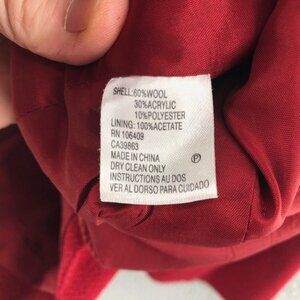 SHELL: 60%WOOL
30%ACRYLIC
10%POLYESTER
LINING: 100%ACETATE
RN 106409
CA39863
MADE IN CHINA
DRY CLEAN ONLY
INSTRUCTIONS AU DOS
VER AL DORSO PARA CUIDADO
P